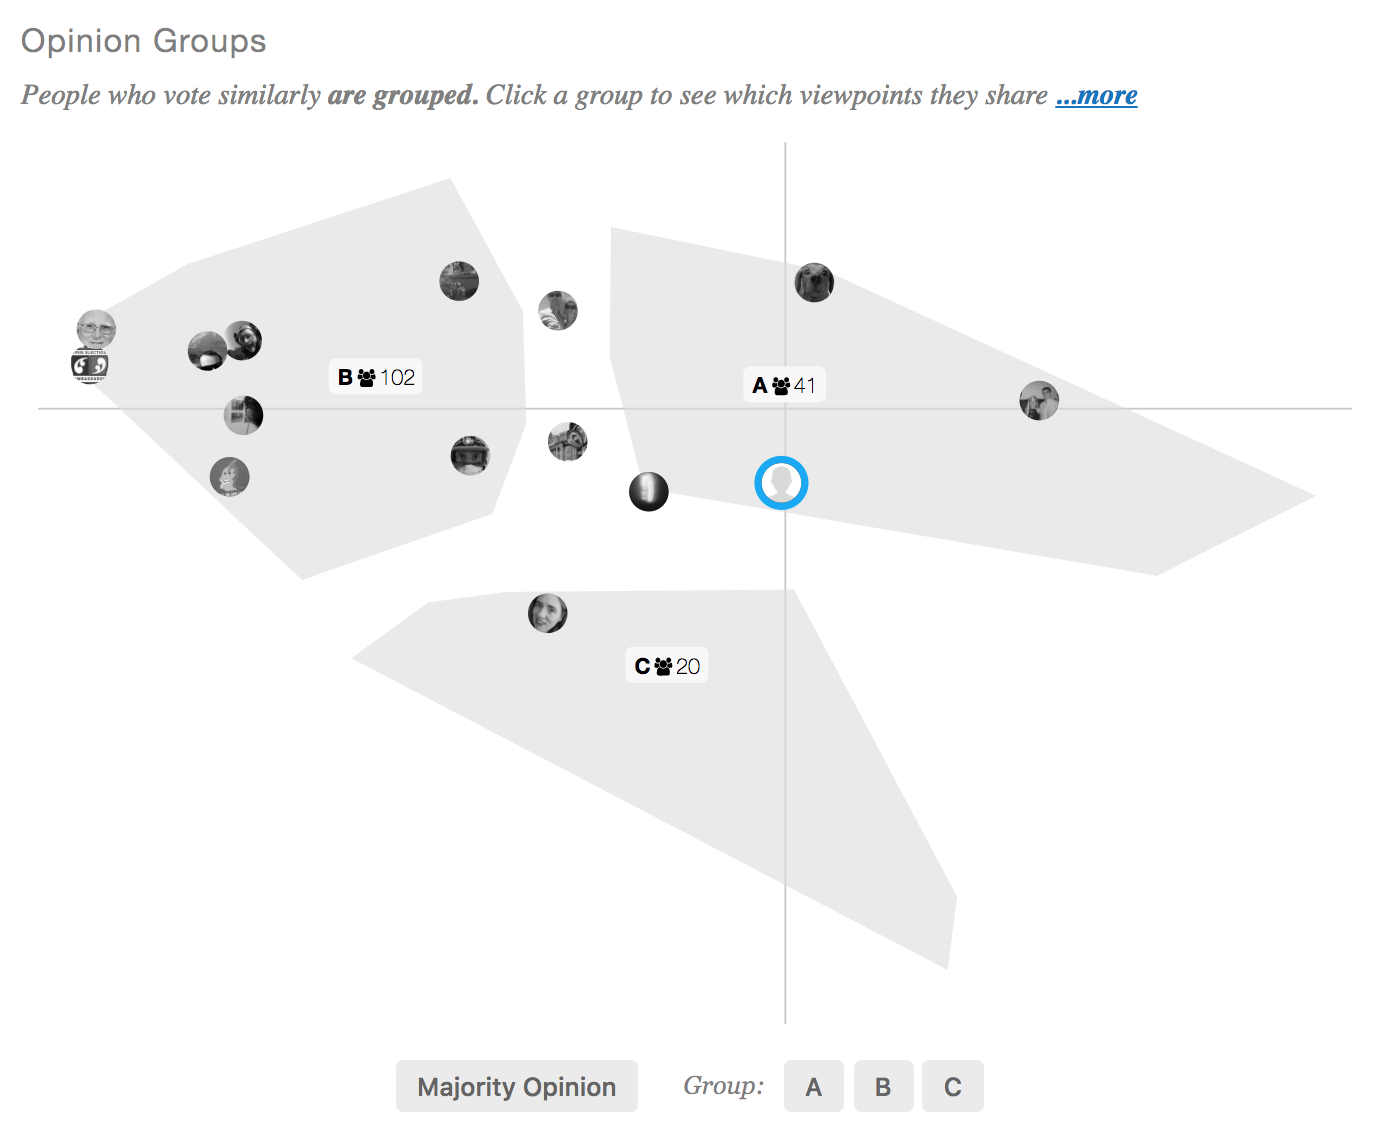 Opinion Groups
People who vote similarly are grouped. Click a group to see which viewpoints they share ...more
B 102
A 41
C 20
Majority Opinion
Group:
A
B
C